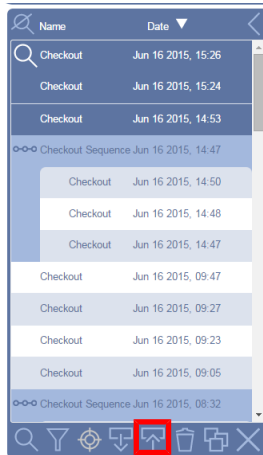 Name Date ▼
Checkout Jun 16 2015, 15:26
Checkout Jun 16 2015, 15:24
Checkout Jun 16 2015, 14:53
Checkout Sequence Jun 16 2015, 14:47
Checkout Jun 16 2015, 14:50
Checkout Jun 16 2015, 14:48
Checkout Jun 16 2015, 14:47
Checkout Jun 16 2015, 09:47
Checkout Jun 16 2015, 09:27
Checkout Jun 16 2015, 09:23
Checkout Jun 16 2015, 09:05
Checkout Sequence Jun 16 2015, 08:32